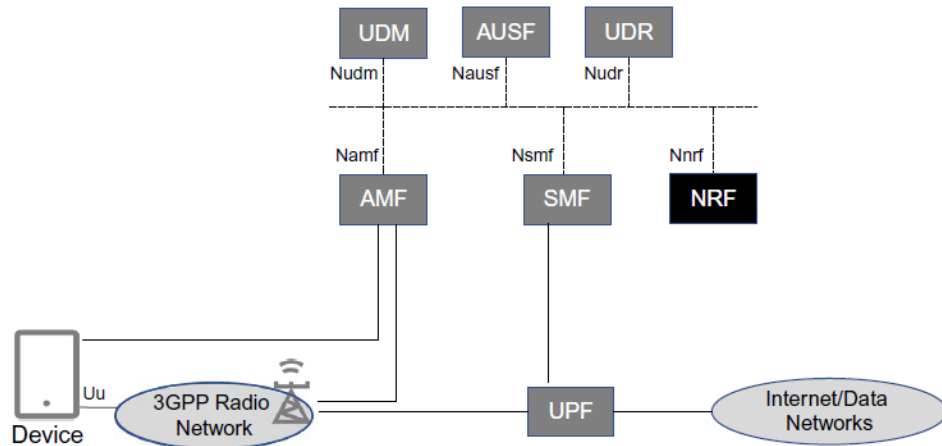 UDM
AUSF
UDR
Nudm
Nausf
Nudr
Namf
Nsmf
Nnrf
AMF
SMF
NRF
Uu
3GPP Radio
Network
UPF
Internet/Data
Networks
Device